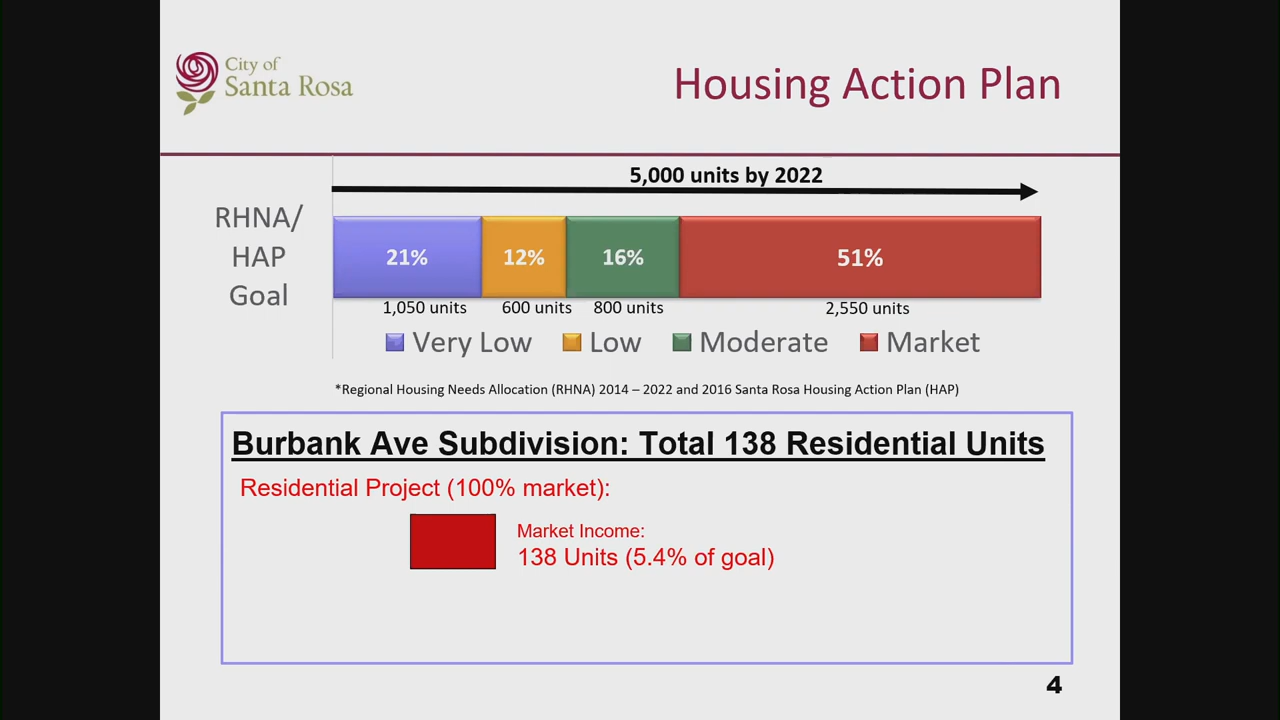 City of
Santa Rosa
Housing Action Plan
5,000 units by 2022
RHNA/
HAP
Goal
21% 12% 16% 51%
1,050 units 600 units 800 units 2,550 units
Very Low Low Moderate Market
*Regional Housing Needs Allocation (RHNA) 2014 – 2022 and 2016 Santa Rosa Housing Action Plan (HAP)
Burbank Ave Subdivision: Total 138 Residential Units
Residential Project (100% market):
Market Income:
138 Units (5.4% of goal)
4